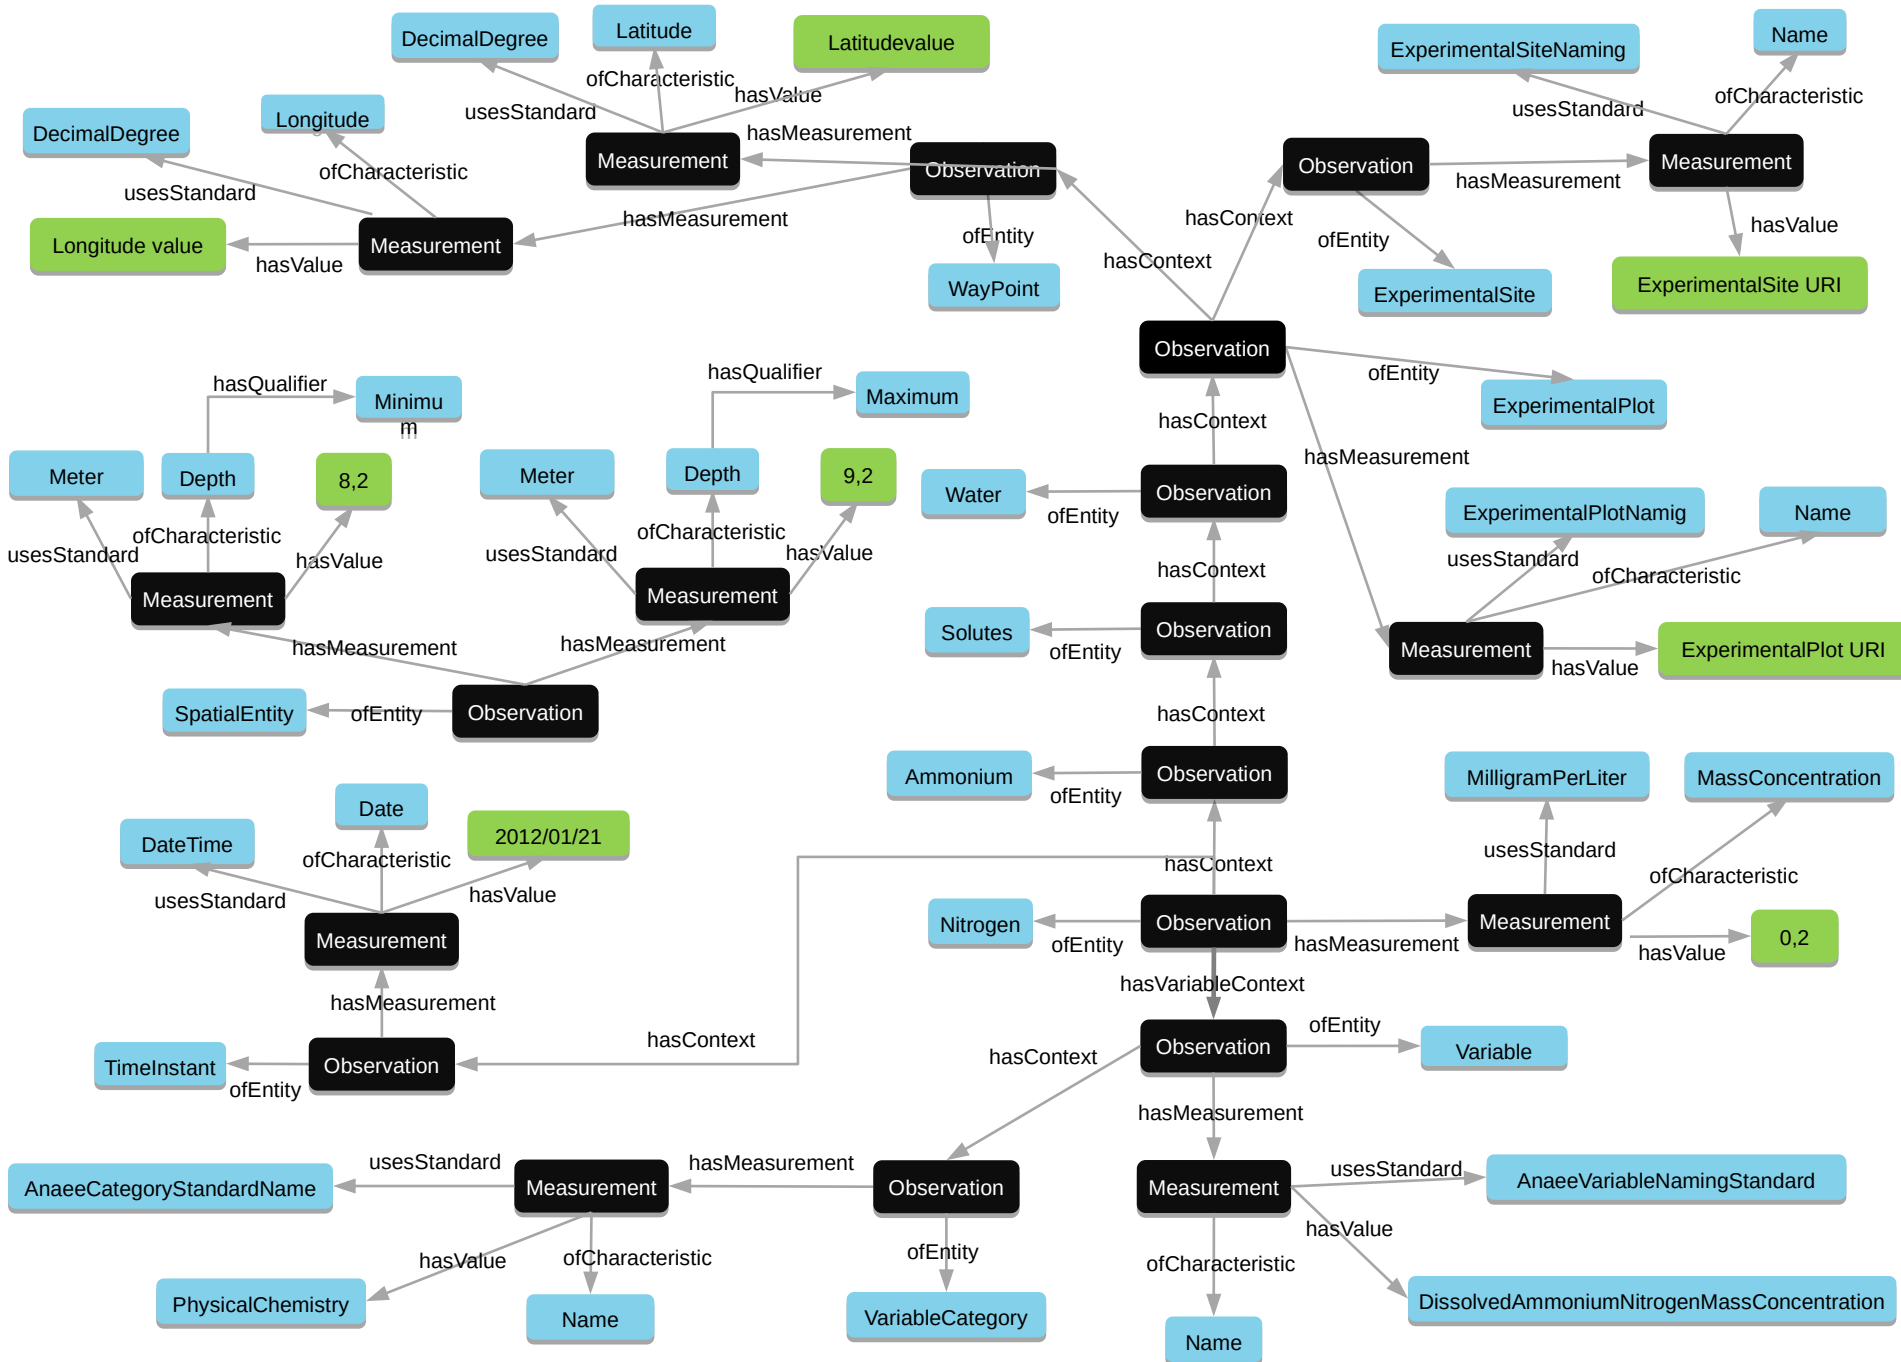 DecimalDegree
Latitude
Latitudevalue
ExperimentalSiteNaming
Name
ofCharacteristic
hasValue
usesStandard
ofCharacteristic
usesStandard
DecimalDegree
Longitude
hasMeasurement
Measurement
Observation
Observation
Measurement
hasMeasurement
ofCharacteristic
usesStandard
hasMeasurement
hasContext
hasValue
Longitude value
Measurement
hasValue
ofEntity
ofEntity
hasContext
WayPoint
ExperimentalSite
ExperimentalSite URI
Observation
ofEntity
hasQualifier
hasQualifier
Minimu
m
Maximum
ExperimentalPlot
hasContext
hasMeasurement
Meter
Depth
8,2
Meter
Depth
9,2
Water
Observation
ofEntity
ExperimentalPlotNamig
Name
usesStandard
ofCharacteristic
hasValue
usesStandard
ofCharacteristic
hasValue
hasContext
usesStandard
ofCharacteristic
Measurement
Measurement
Solutes
Observation
ofEntity
hasMeasurement
hasMeasurement
Measurement
hasValue
ExperimentalPlot URI
SpatialEntity
ofEntity
Observation
hasContext
Ammonium
Observation
ofEntity
MilligramPerLiter
MassConcentration
DateTime
Date
2012/01/21
ofCharacteristic
usesStandard
hasValue
hasContext
usesStandard
ofCharacteristic
Measurement
Nitrogen
Observation
ofEntity
hasMeasurement
Measurement
hasValue
0,2
hasMeasurement
hasVariableContext
TimeInstant
ofEntity
Observation
hasContext
hasContext
Observation
ofEntity
Variable
hasMeasurement
AnaeeCategoryStandardName
usesStandard
Measurement
hasMeasurement
Observation
Measurement
usesStandard
AnaeeVariableNamingStandard
hasValue
hasValue
ofCharacteristic
ofEntity
ofCharacteristic
PhysicalChemistry
Name
VariableCategory
Name
DissolvedAmmoniumNitrogenMassConcentration